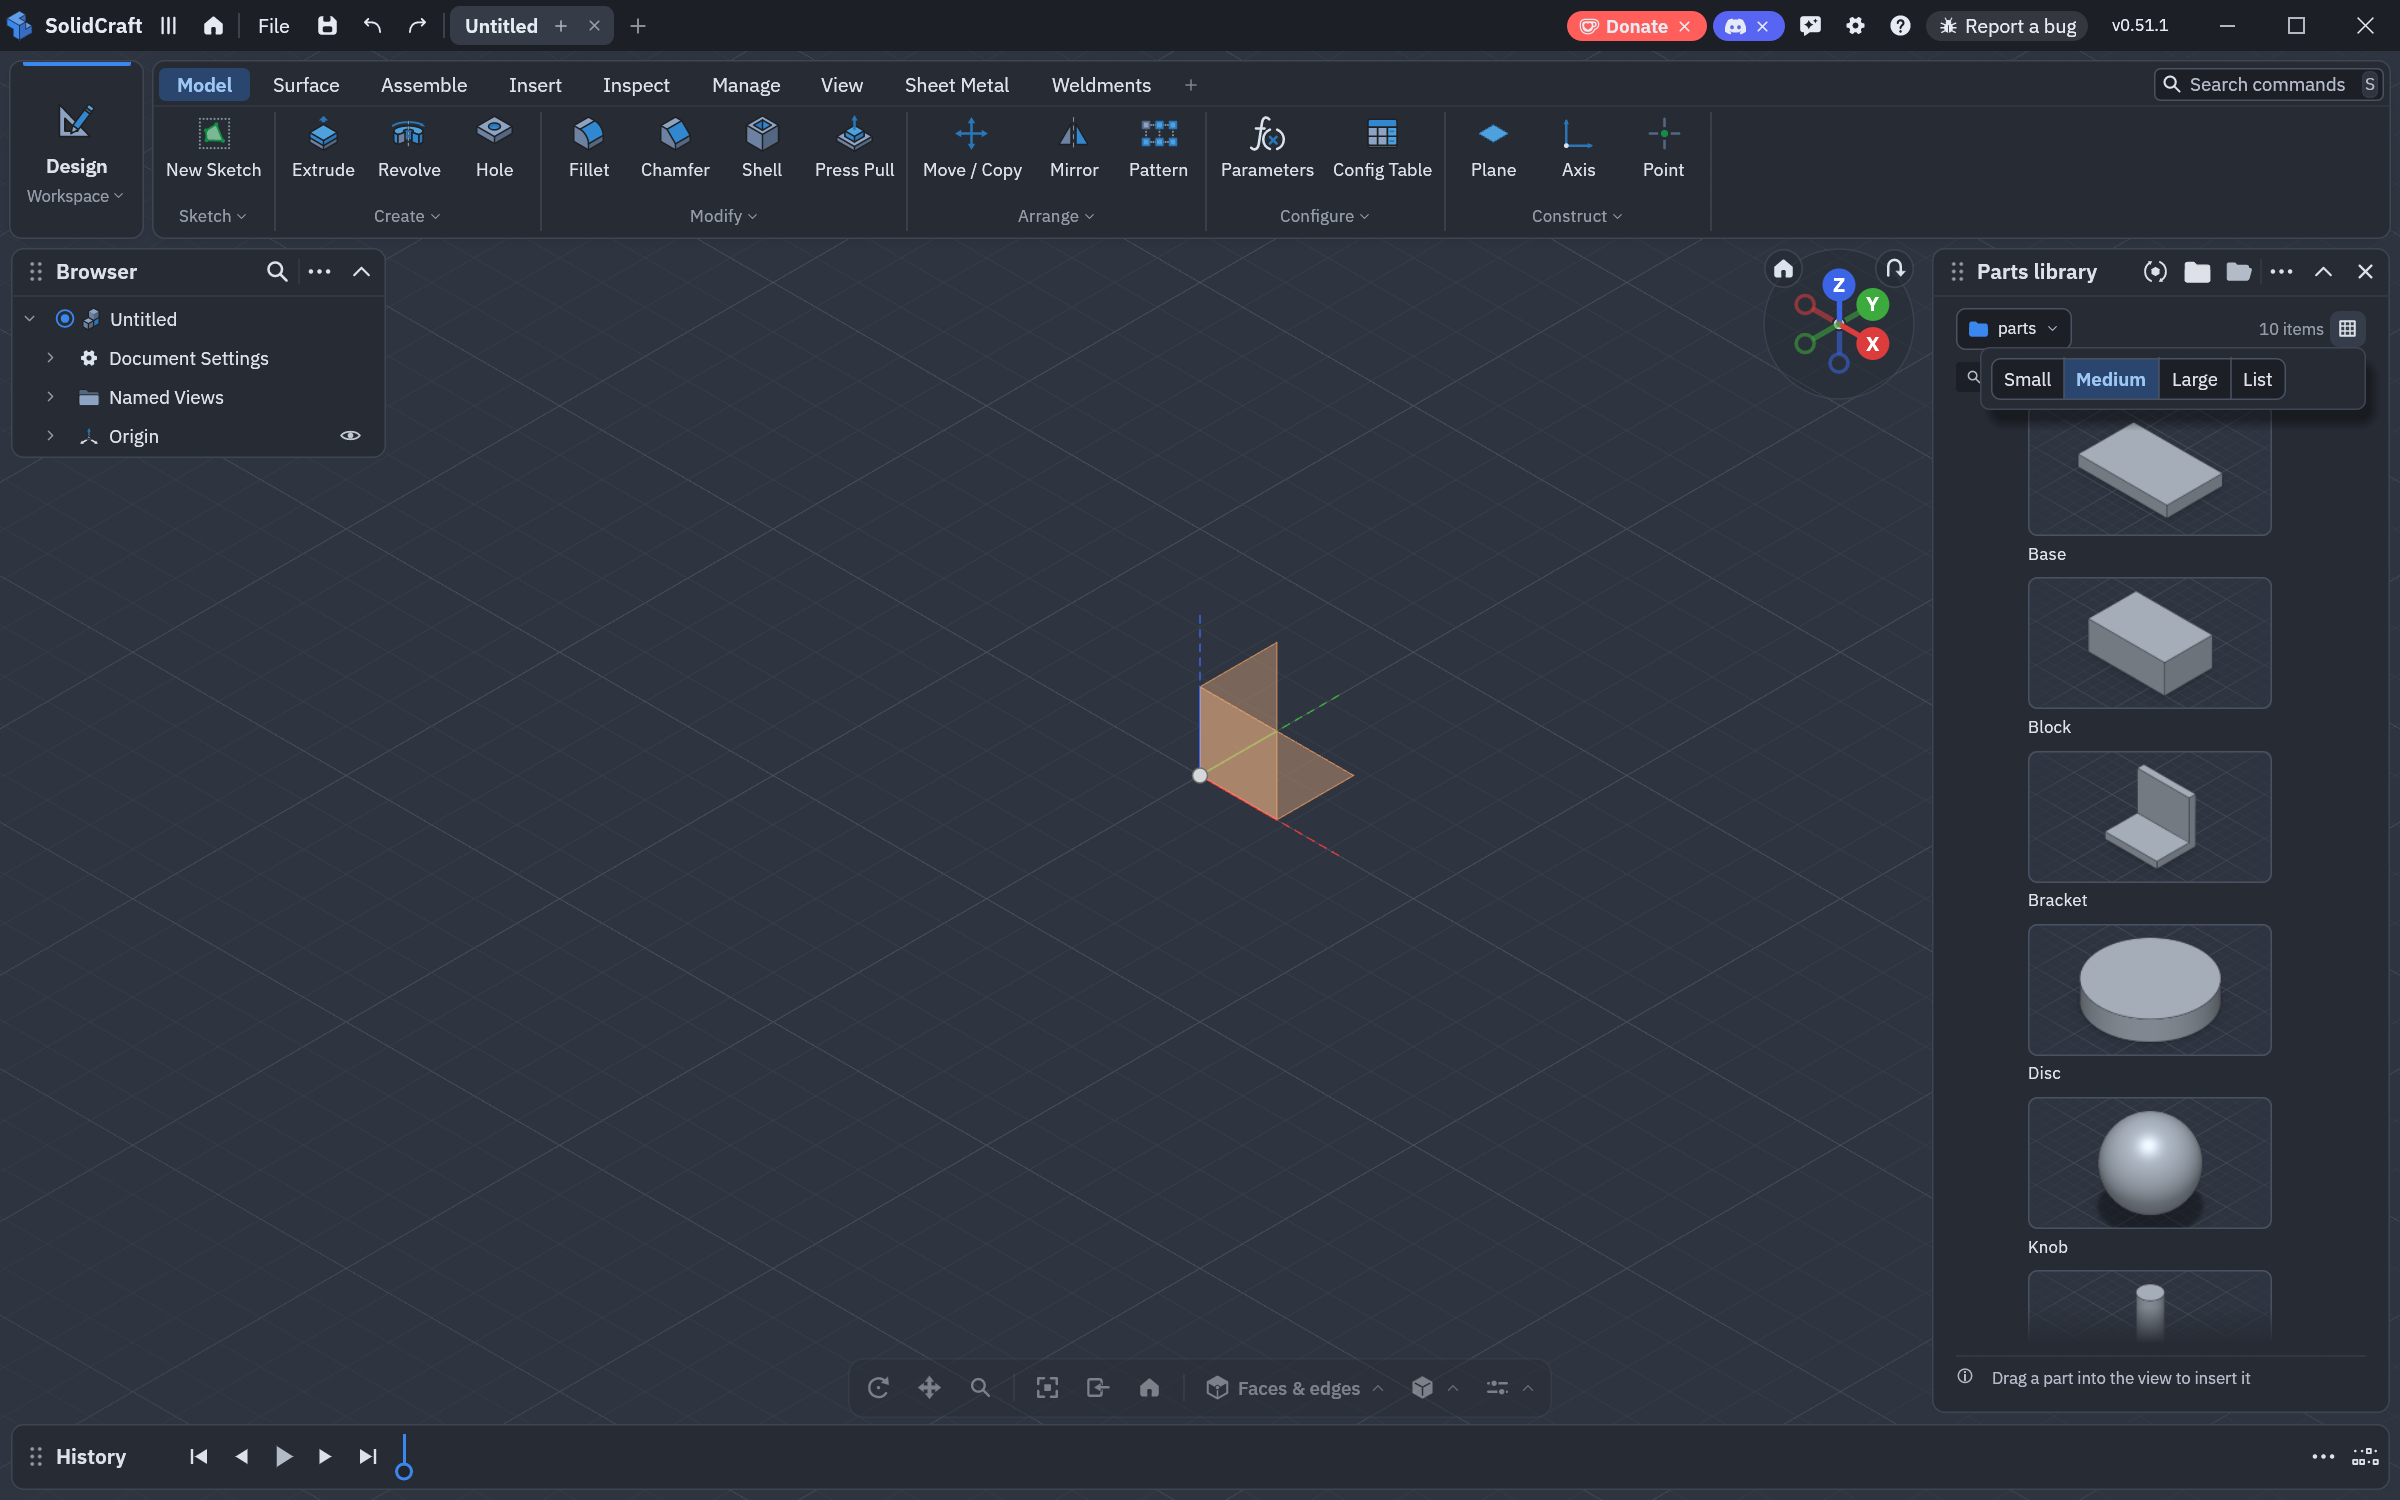 SolidCraft File Untitled Donate Report a bug v0.51.1
Model Surface Assemble Insert Inspect Manage View Sheet Metal Weldments Search commands S
Design
Workspace
New Sketch Extrude Revolve Hole Fillet Chamfer Shell Press Pull Move / Copy Mirror Pattern Parameters Config Table Plane Axis Point
Sketch Create Modify Arrange Configure Construct
Browser
Untitled
Document Settings
Named Views
Origin
Z
Y
X
Parts library
parts 10 items
Small Medium Large List
Base
Block
Bracket
Disc
Knob
Drag a part into the view to insert it
Faces & edges
History